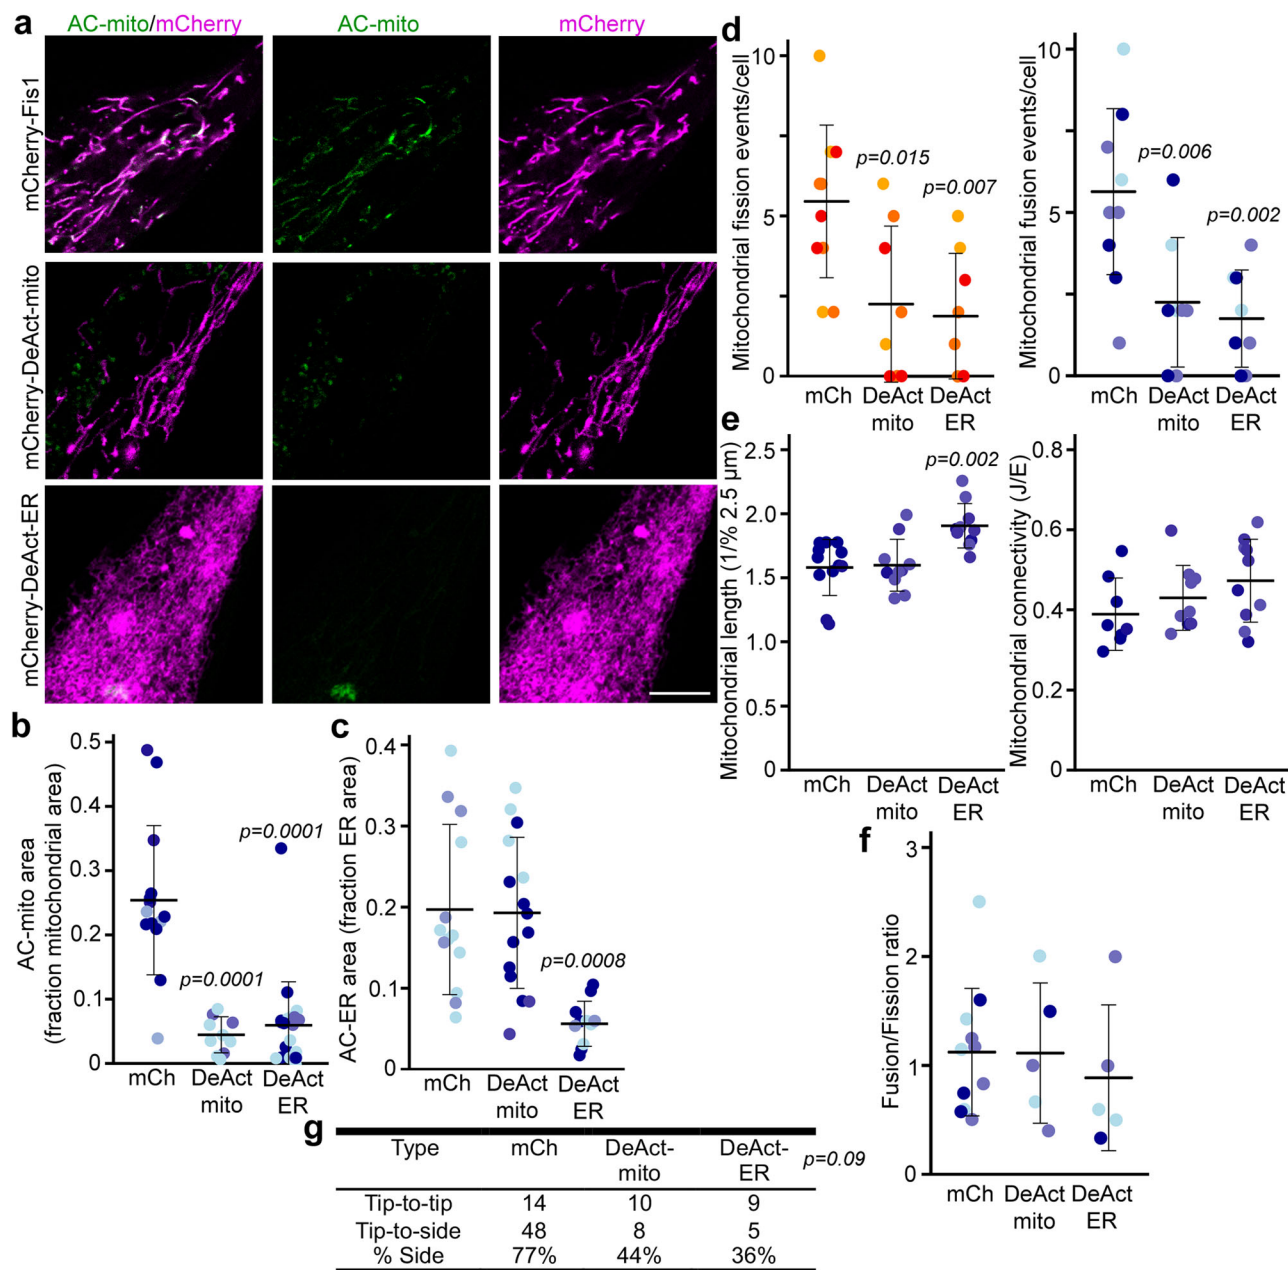 a
AC-mito/mCherry
AC-mito
mCherry
mCherry-Fis1
mCherry-DeAct-mito
mCherry-DeAct-ER
b
AC-mito area
(fraction mitochondrial area)
0.5
0.4
0.3
0.2
0.1
0
p=0.0001
p=0.0001
mCh
DeAct
mito
DeAct
ER
c
AC-ER area (fraction ER area)
0.4
0.3
0.2
0.1
0
p=0.0008
mCh
DeAct
mito
DeAct
ER
d
Mitochondrial fission events/cell
10
5
0
p=0.015
p=0.007
mCh
DeAct
mito
DeAct
ER
Mitochondrial fusion events/cell
10
5
0
p=0.006
p=0.002
mCh
DeAct
mito
DeAct
ER
e
Mitochondrial length (1/% 2.5 µm)
2.5
2.0
1.5
1.0
0.5
0
p=0.002
mCh
DeAct
mito
DeAct
ER
Mitochondrial connectivity (J/E)
0.8
0.6
0.4
0.2
0
mCh
DeAct
mito
DeAct
ER
f
Fusion/Fission ratio
3
2
1
0
mCh
DeAct
mito
DeAct
ER
g
Type mCh DeAct-mito DeAct-ER
p=0.09
Tip-to-tip 14 10 9
Tip-to-side 48 8 5
% Side 77% 44% 36%